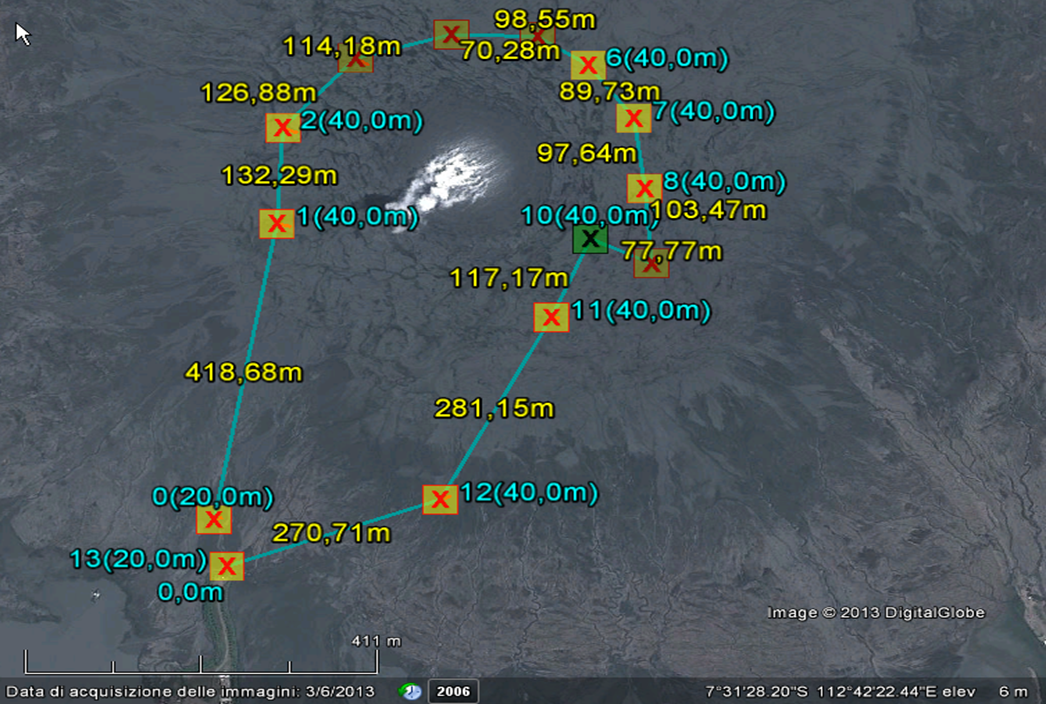 98,55m
114,18m
70,28m
6(40,0m)
126,88m
89,73m
7(40,0m)
2(40,0m)
97,64m
132,29m
8(40,0m)
1(40,0m)
10(40,0m)
103,47m
77,77m
117,17m
11(40,0m)
418,68m
281,15m
0(20,0m)
12(40,0m)
270,71m
13(20,0m)
0,0m
Image © 2013 DigitalGlobe
411 m
Data di acquisizione delle immagini: 3/6/2013
2006
7°31'28.20"S 112°42'22.44"E elev 6 m